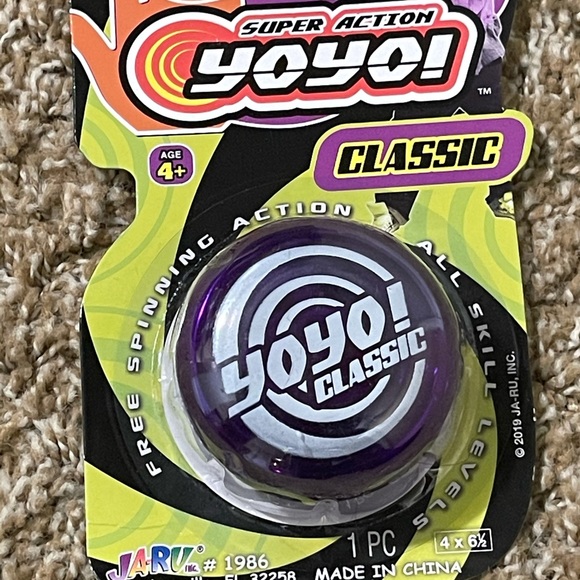 SUPER ACTION
YOYO!
™
CLASSIC
AGE
4+
FREE SPINNING ACTION
ALL SKILL LEVELS
YOYO!
CLASSIC
© 2019 JA-RU, INC.
1 PC
4 x 6½
JA-RU INC. # 1986
FL 32258 MADE IN CHINA